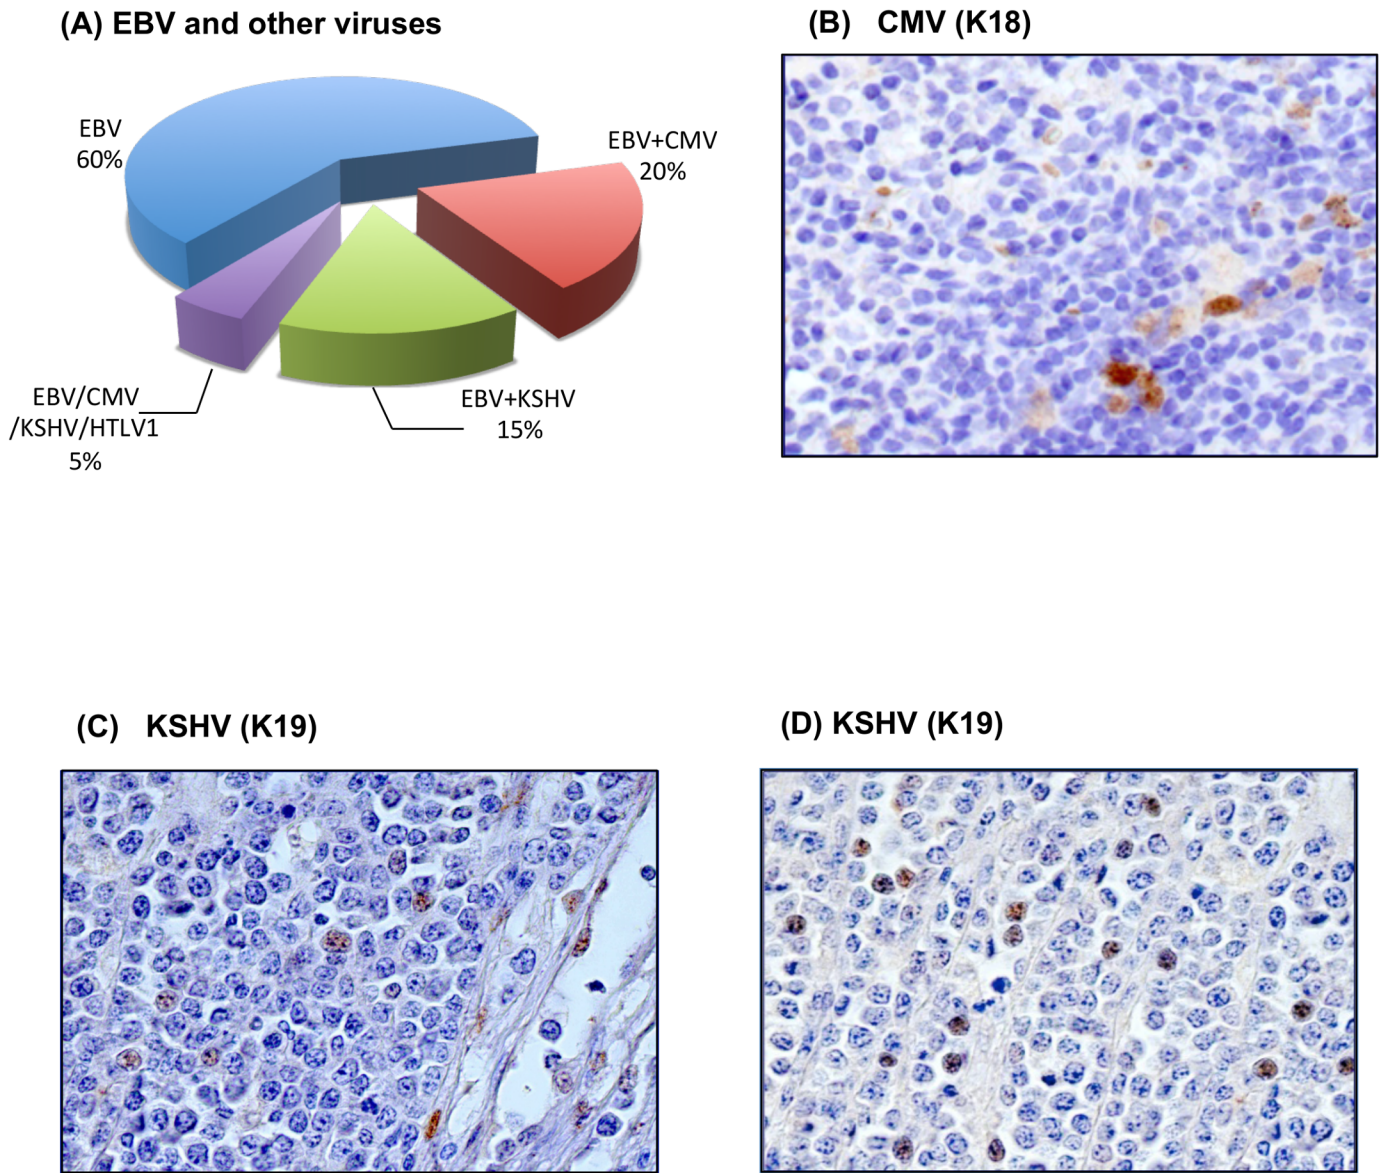 (A) EBV and other viruses
EBV
60%
EBV+CMV
20%
EBV/CMV
/KSHV/HTLV1
5%
EBV+KSHV
15%
(B) CMV (K18)
(C) KSHV (K19)
(D) KSHV (K19)